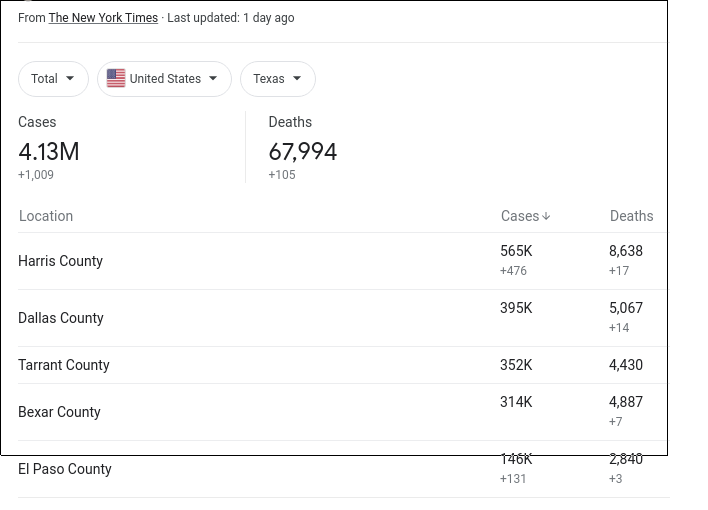 From The New York Times · Last updated: 1 day ago
Total United States Texas
Cases Deaths
4.13M 67,994
+1,009 +105
Location Cases↓ Deaths
Harris County 565K 8,638
+476 +17
Dallas County 395K 5,067
+14
Tarrant County 352K 4,430
Bexar County 314K 4,887
+7
El Paso County 146K 2,840
+131 +3